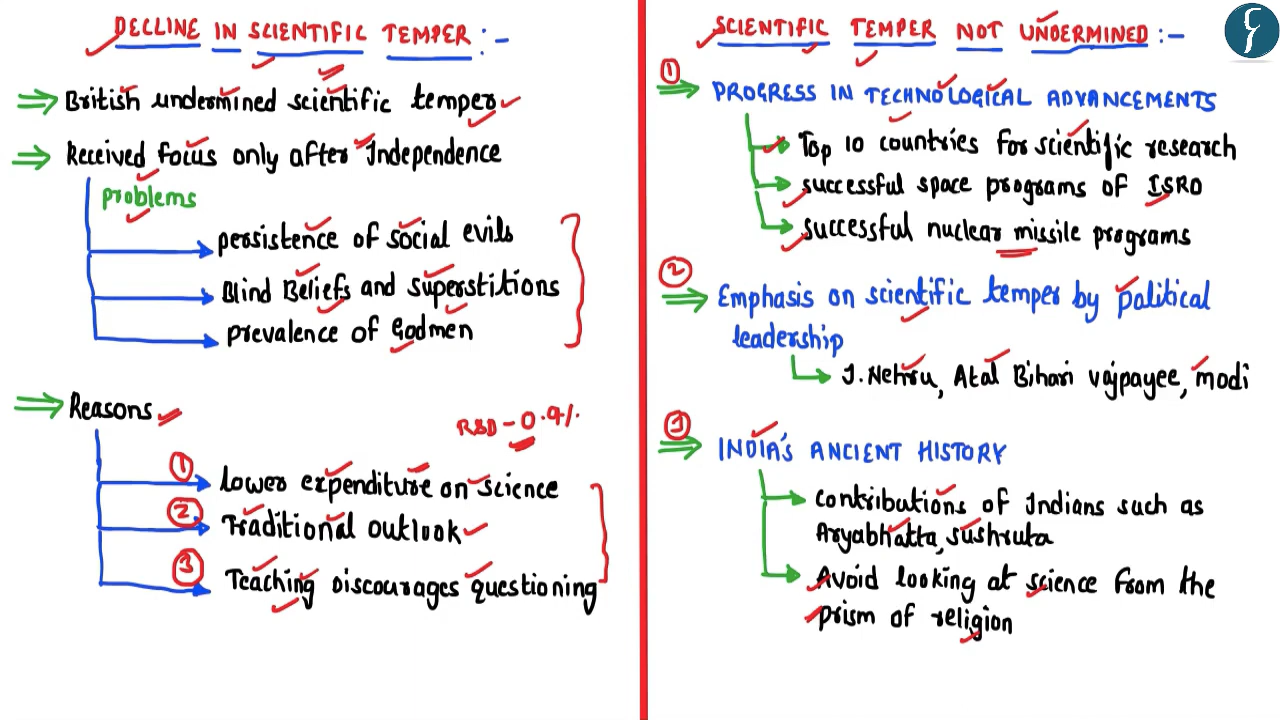 DECLINE IN SCIENTIFIC TEMPER :-
British undermined scientific temper
Received focus only after Independence
problems
persistence of social evils
Blind Beliefs and superstitions
prevalence of Godmen
Reasons
R&D - 0.9%
1 Lower expenditure on science
2 Traditional outlook
3 Teaching discourages questioning
SCIENTIFIC TEMPER NOT UNDERMINED :-
1 PROGRESS IN TECHNOLOGICAL ADVANCEMENTS
Top 10 countries for scientific research
successful space programs of ISRO
successful nuclear missile programs
2 Emphasis on scientific temper by political
leadership
J. Nehru, Atal Bihari vajpayee, modi
3 INDIA'S ANCIENT HISTORY
contributions of Indians such as
Aryabhatta, sushruta
Avoid looking at science from the
prism of religion